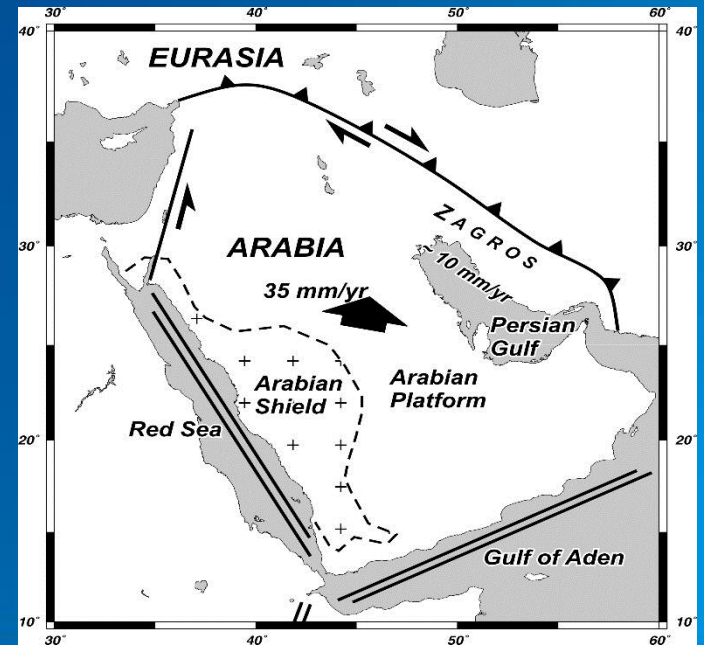 30° 40° 50° 60°
40° 40°
EURASIA
ZAGROS
30° 30°
ARABIA
~ 10 mm/yr
35 mm/yr
Persian
Gulf
Arabian
Platform
Arabian
Shield
Red Sea
20° 20°
Gulf of Aden
10° 10°
30° 40° 50° 60°